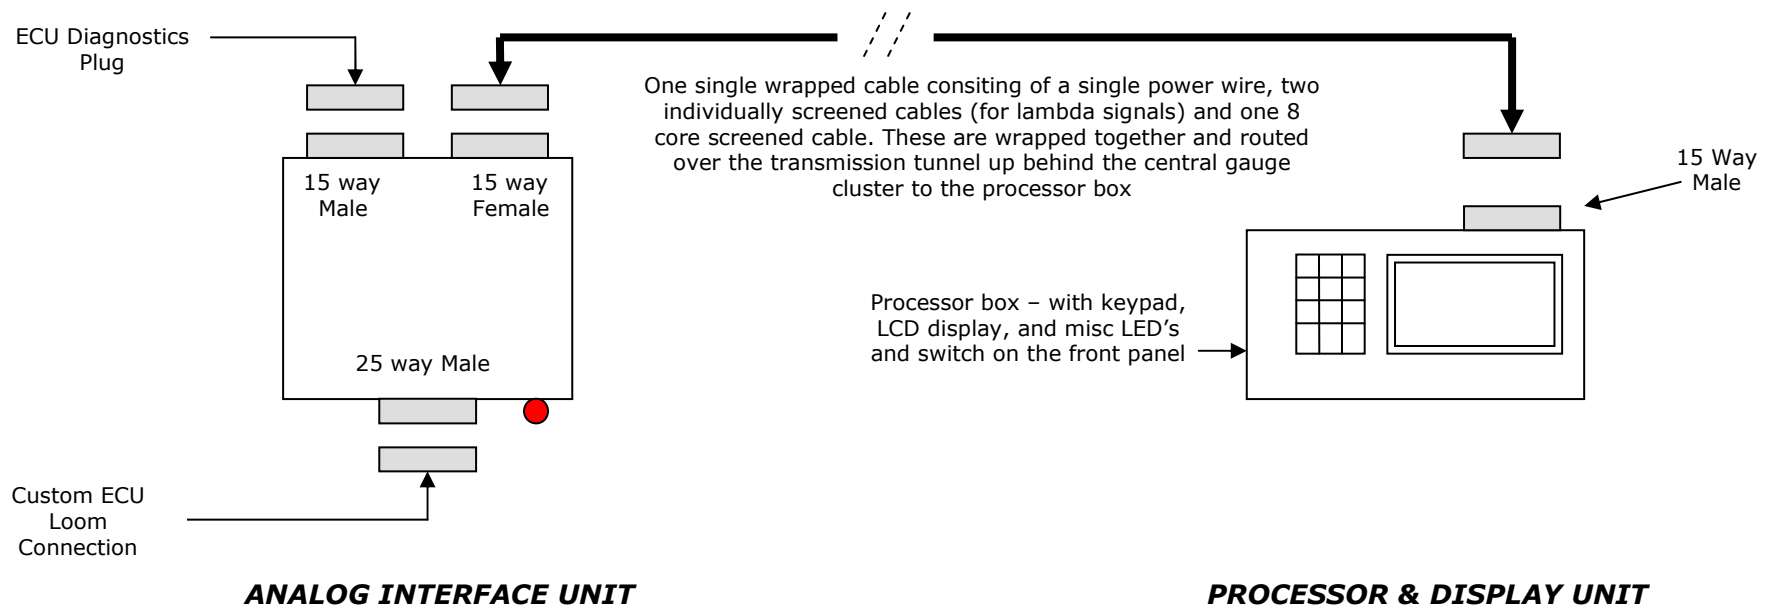 ECU Diagnostics
Plug
One single wrapped cable consiting of a single power wire, two
individually screened cables (for lambda signals) and one 8
core screened cable. These are wrapped together and routed
over the transmission tunnel up behind the central gauge
cluster to the processor box
15 Way
Male
15 way
Male
15 way
Female
Processor box – with keypad,
LCD display, and misc LED’s
and switch on the front panel
25 way Male
Custom ECU
Loom
Connection
ANALOG INTERFACE UNIT
PROCESSOR & DISPLAY UNIT